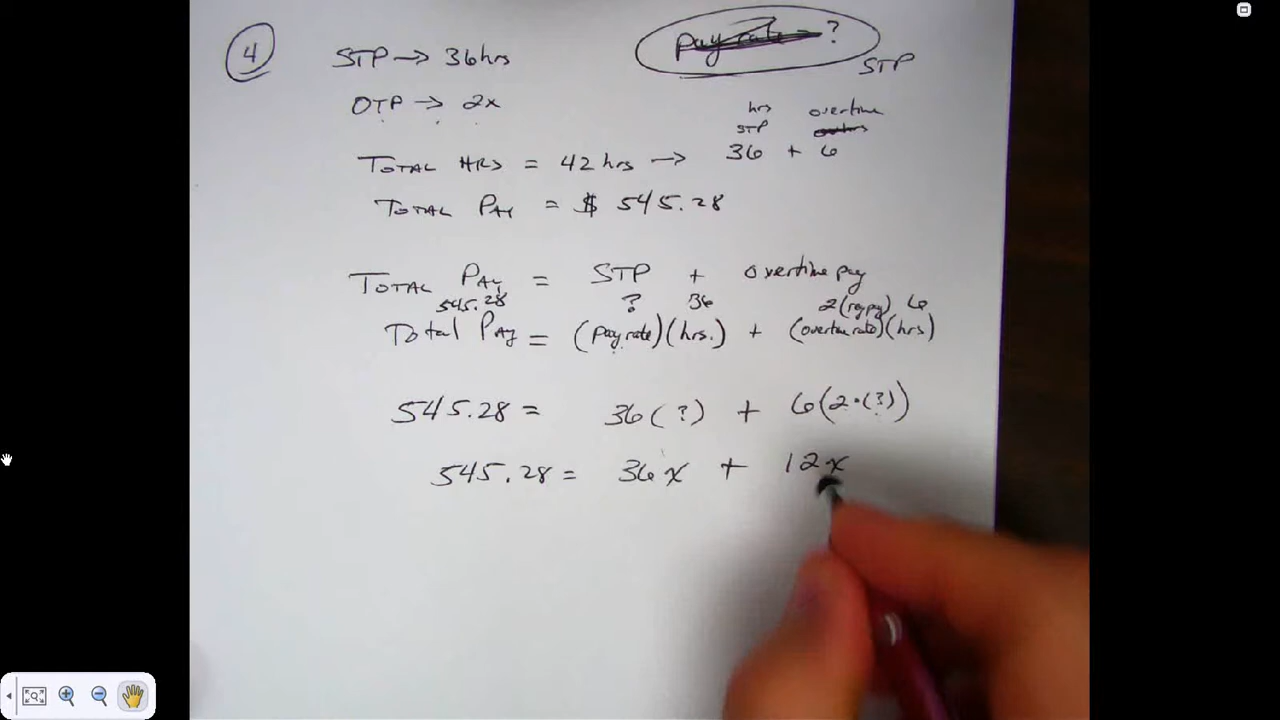 4
STP → 36hrs
pay rate - ?
STP
OTP → 2x
hrs overtime
STP
TOTAL HRS = 42 hrs → 36 + 6
TOTAL PAY = $ 545.28
TOTAL PAY = STP + overtime pay
545.28 ? 36 2(reg pay) 6
Total PAY = (pay rate)(hrs.) + (overtime rate)(hrs)
545.28 = 36(?) + 6(2•(?))
545.28 = 36x + 12x